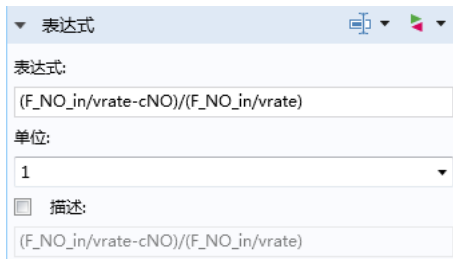 表达式
表达式:
(F_NO_in/vrate-cNO)/(F_NO_in/vrate)
单位:
1
描述:
(F_NO_in/vrate-cNO)/(F_NO_in/vrate)